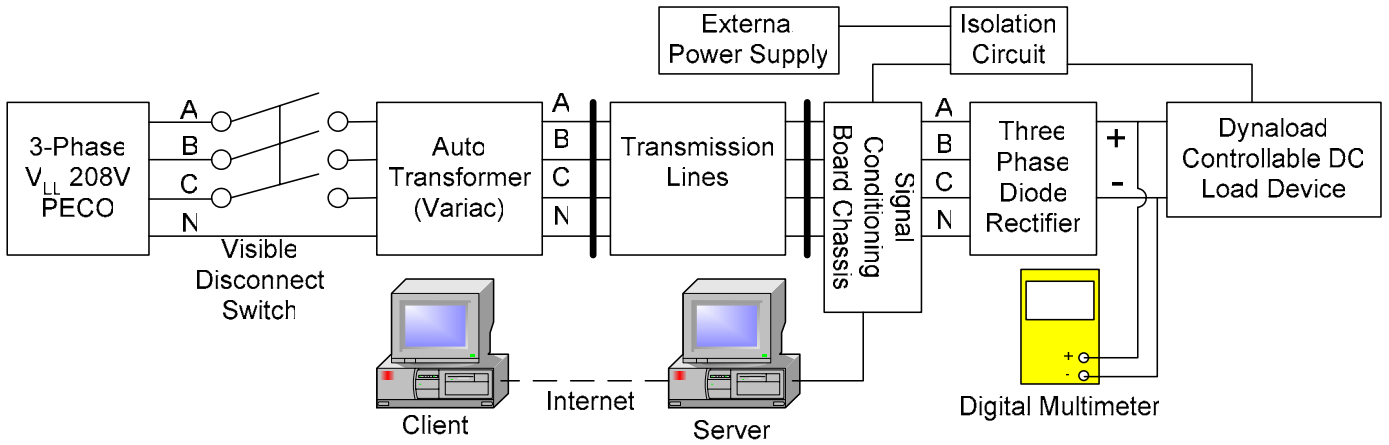 Externa
Power Supply
Isolation
Circuit
3-Phase
VLL 208V
PECO
A
B
C
N
Visible
Disconnect
Switch
Auto
Transformer
(Variac)
A
B
C
N
Transmission
Lines
Signal
Conditioning
Board Chassis
A
B
C
N
Three
Phase
Diode
Rectifier
+
-
Dynaload
Controllable DC
Load Device
+
-
Digital Multimeter
Client
Internet
Server